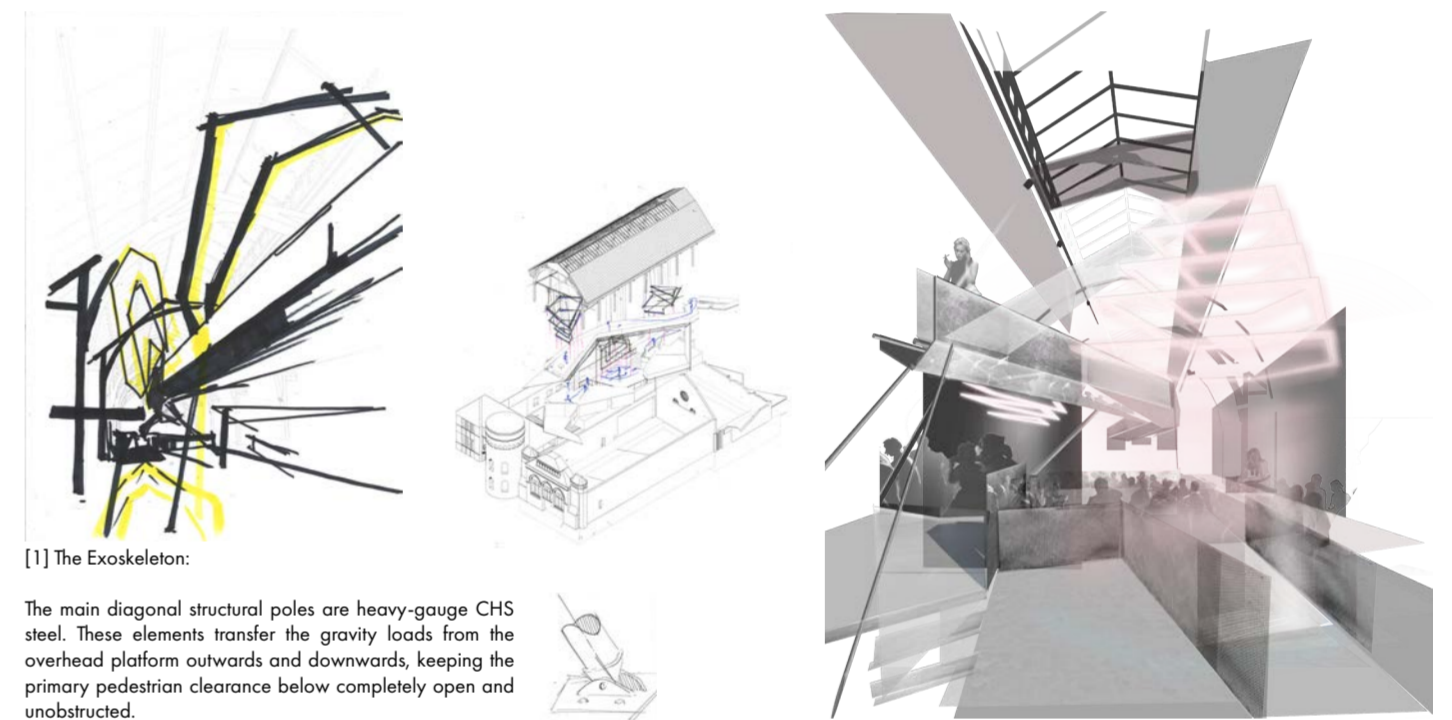 [1] The Exoskeleton:
The main diagonal structural poles are heavy-gauge CHS
steel. These elements transfer the gravity loads from the
overhead platform outwards and downwards, keeping the
primary pedestrian clearance below completely open and
unobstructed.